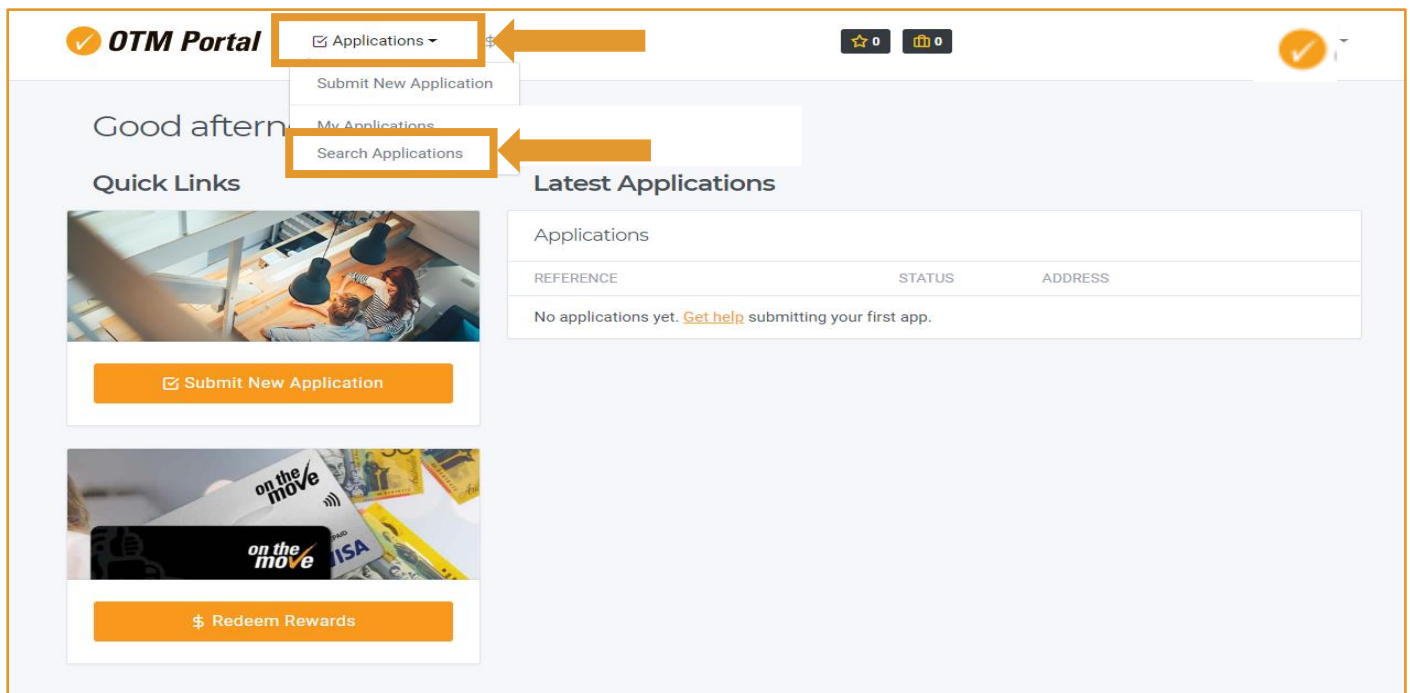 OTM Portal
Applications
$
0
0
Submit New Application
Good aftern
My Applications
Search Applications
Quick Links
Latest Applications
Applications
REFERENCE STATUS ADDRESS
No applications yet. Get help submitting your first app.
Submit New Application
on the move
on the move
VISA
$ Redeem Rewards